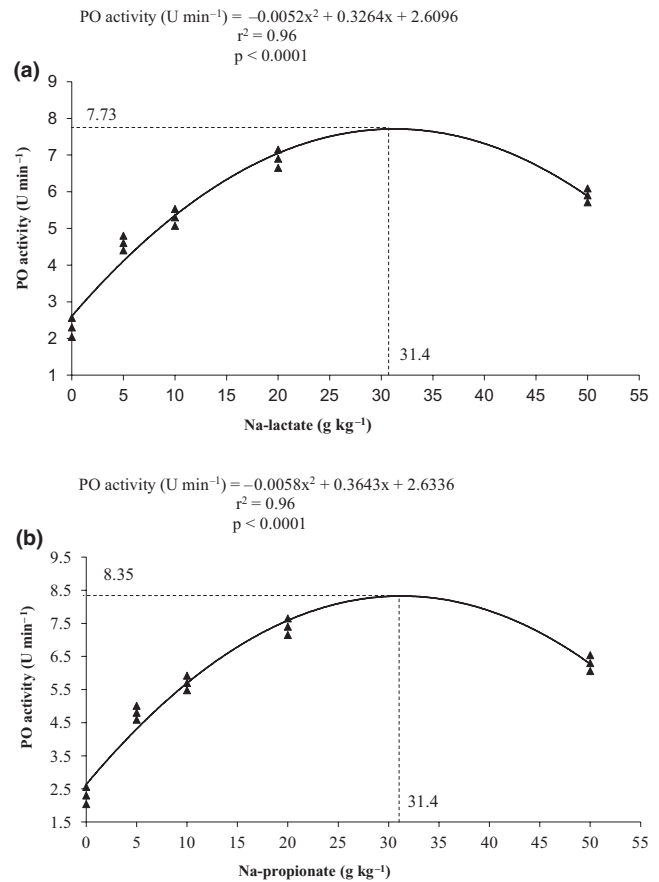 PO activity (U min⁻¹) = –0.0052x² + 0.3264x + 2.6096
r² = 0.96
p < 0.0001
(a)
9
8
7
6
5
4
3
2
1
PO activity (U min⁻¹)
7.73
31.4
0 5 10 15 20 25 30 35 40 45 50 55
Na-lactate (g kg⁻¹)
PO activity (U min⁻¹) = –0.0058x² + 0.3643x + 2.6336
r² = 0.96
p < 0.0001
(b)
9.5
8.5
7.5
6.5
5.5
4.5
3.5
2.5
1.5
PO activity (U min⁻¹)
8.35
31.4
0 5 10 15 20 25 30 35 40 45 50 55
Na-propionate (g kg⁻¹)